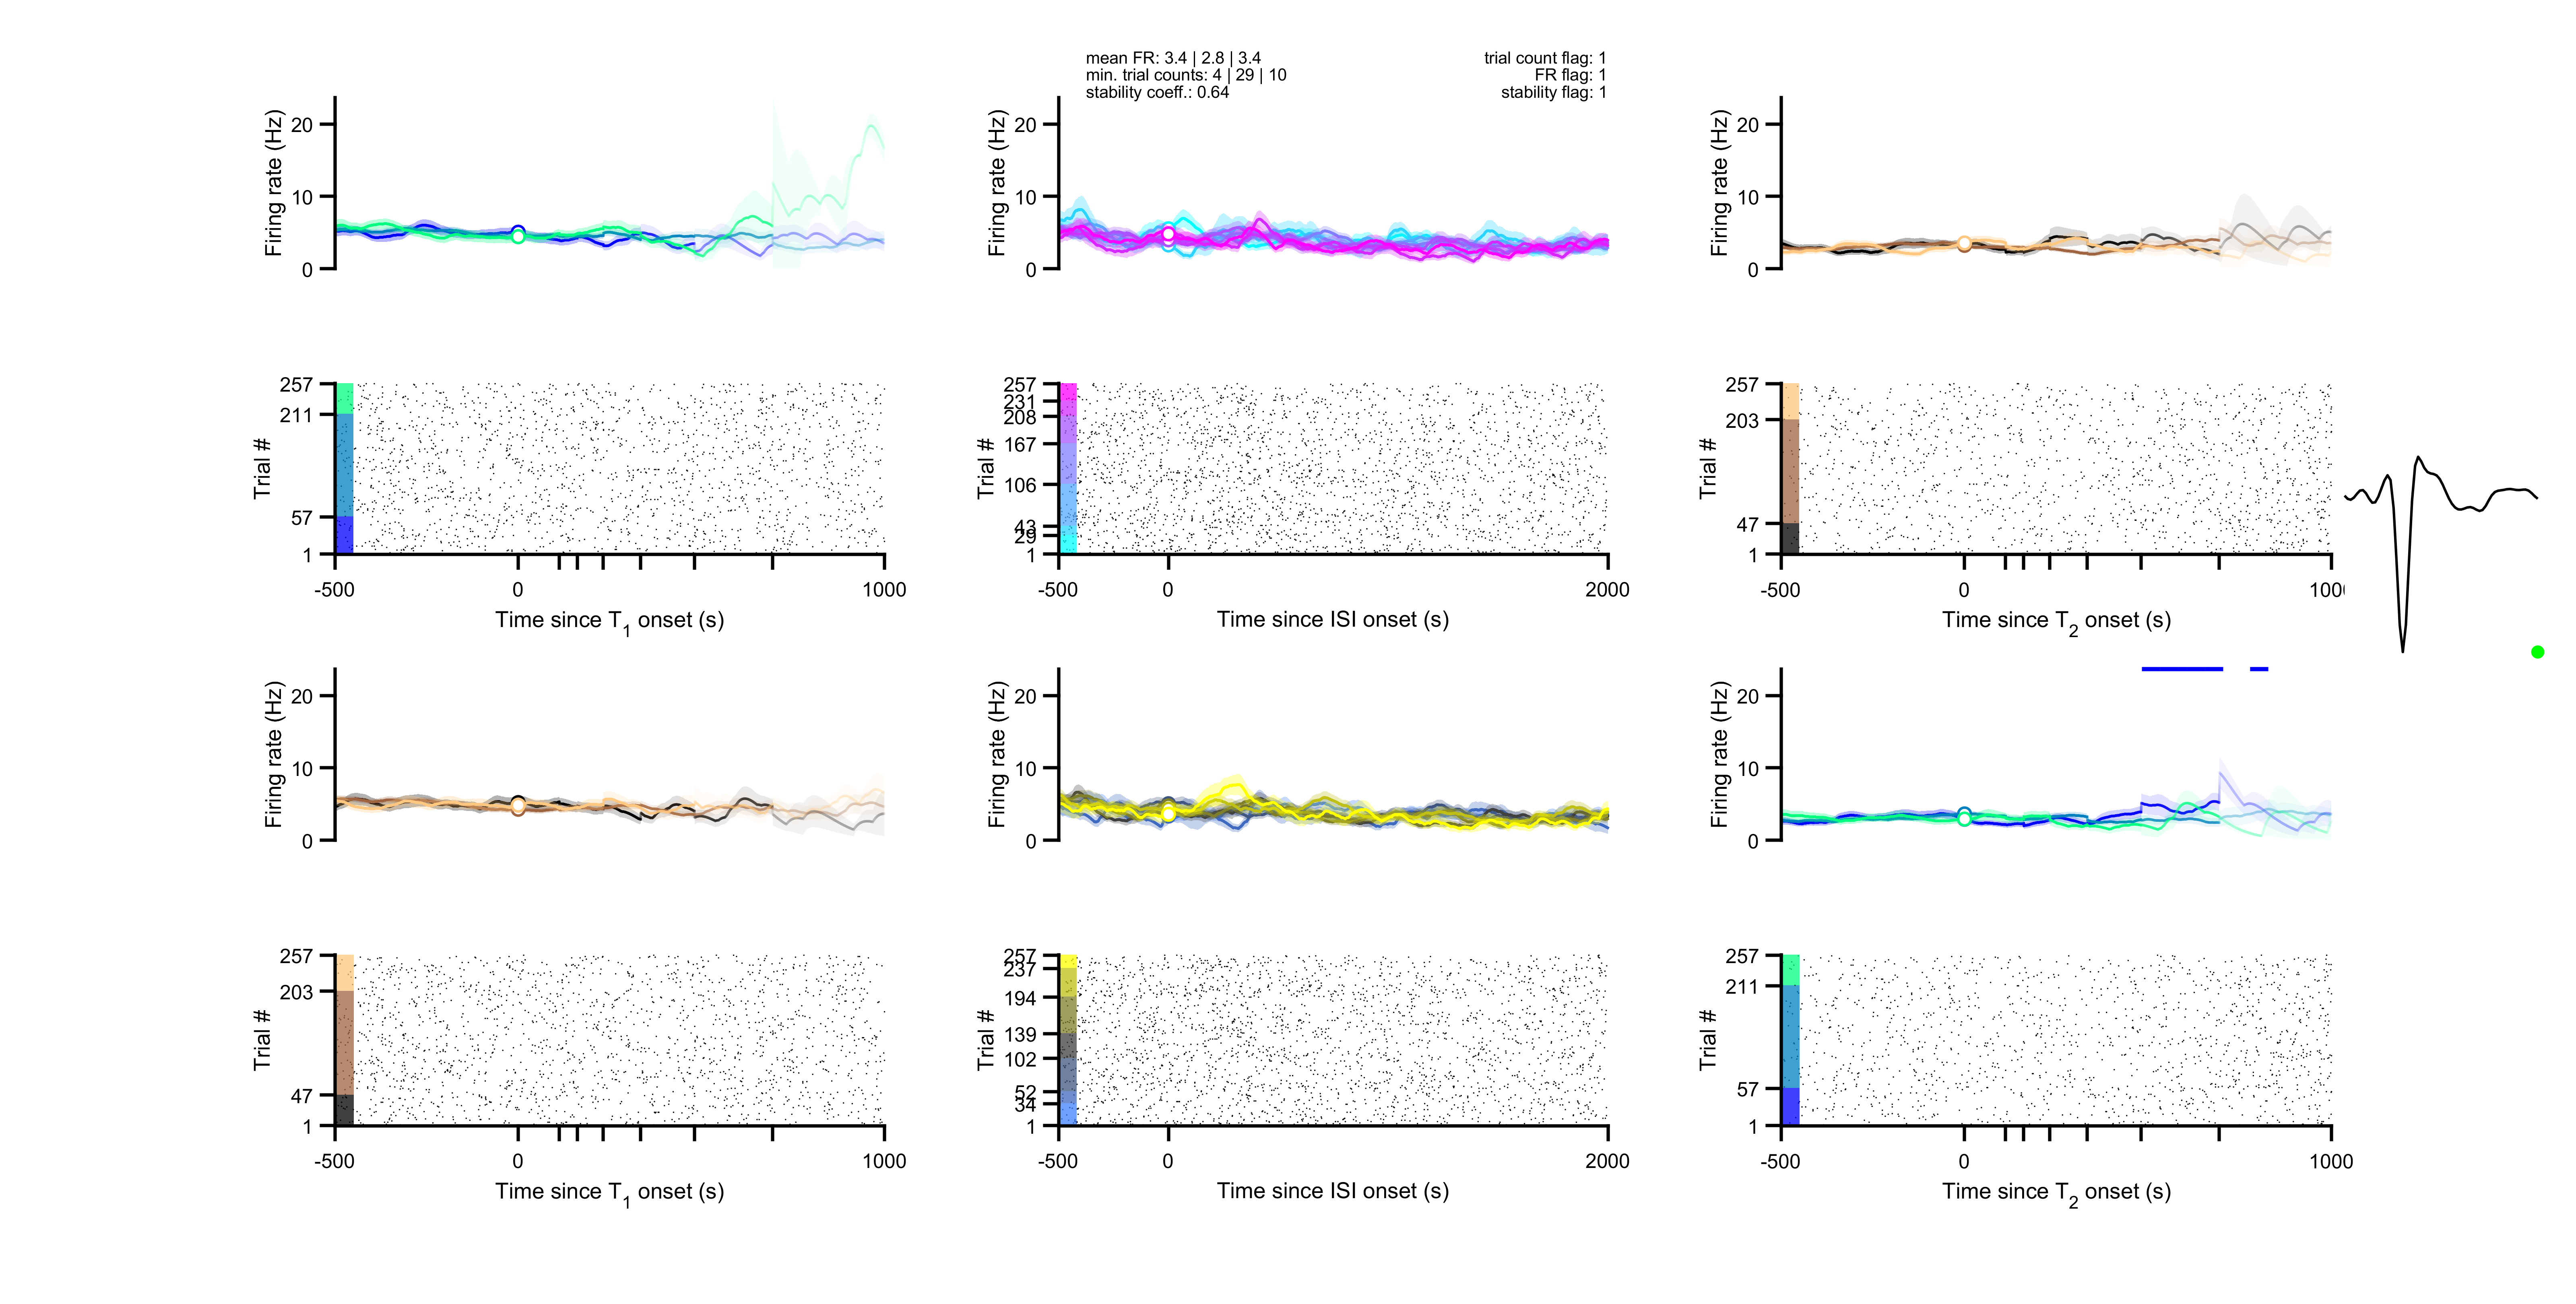 mean FR: 3.4 | 2.8 | 3.4
min. trial counts: 4 | 29 | 10
stability coeff.: 0.64
trial count flag: 1
FR flag: 1
stability flag: 1
Firing rate (Hz)
20
10
0
Firing rate (Hz)
20
10
0
Firing rate (Hz)
20
10
0
Trial #
257
211
57
1
-500
0
1000
Time since T1 onset (s)
Trial #
257
231
208
167
106
43
29
1
-500
0
2000
Time since ISI onset (s)
Trial #
257
203
47
1
-500
0
Time since T2 onset (s)
Firing rate (Hz)
20
10
0
Firing rate (Hz)
20
10
0
Firing rate (Hz)
20
10
0
Trial #
257
203
47
1
-500
0
1000
Time since T1 onset (s)
Trial #
257
237
194
139
102
52
34
1
-500
0
2000
Time since ISI onset (s)
Trial #
257
211
57
1
-500
0
1000
Time since T2 onset (s)